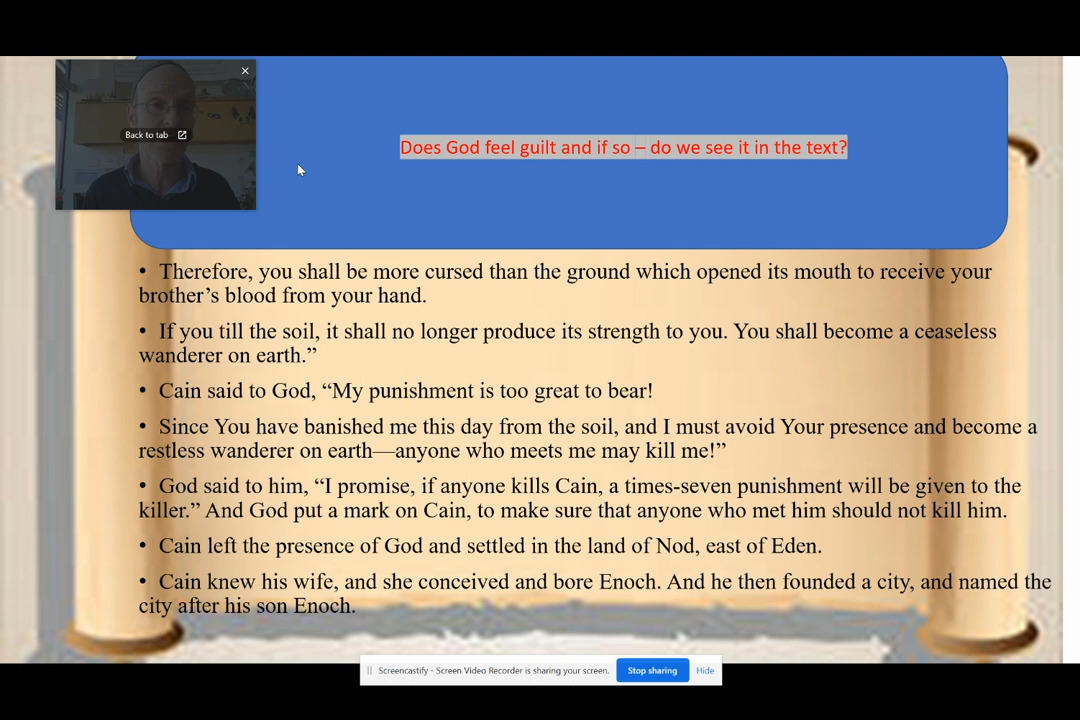 Back to tab
Does God feel guilt and if so – do we see it in the text?
• Therefore, you shall be more cursed than the ground which opened its mouth to receive your
brother’s blood from your hand.
• If you till the soil, it shall no longer produce its strength to you. You shall become a ceaseless
wanderer on earth.”
• Cain said to God, “My punishment is too great to bear!
• Since You have banished me this day from the soil, and I must avoid Your presence and become a
restless wanderer on earth—anyone who meets me may kill me!”
• God said to him, “I promise, if anyone kills Cain, a times-seven punishment will be given to the
killer.” And God put a mark on Cain, to make sure that anyone who met him should not kill him.
• Cain left the presence of God and settled in the land of Nod, east of Eden.
• Cain knew his wife, and she conceived and bore Enoch. And he then founded a city, and named the
city after his son Enoch.
Screencastify - Screen Video Recorder is sharing your screen. Stop sharing Hide